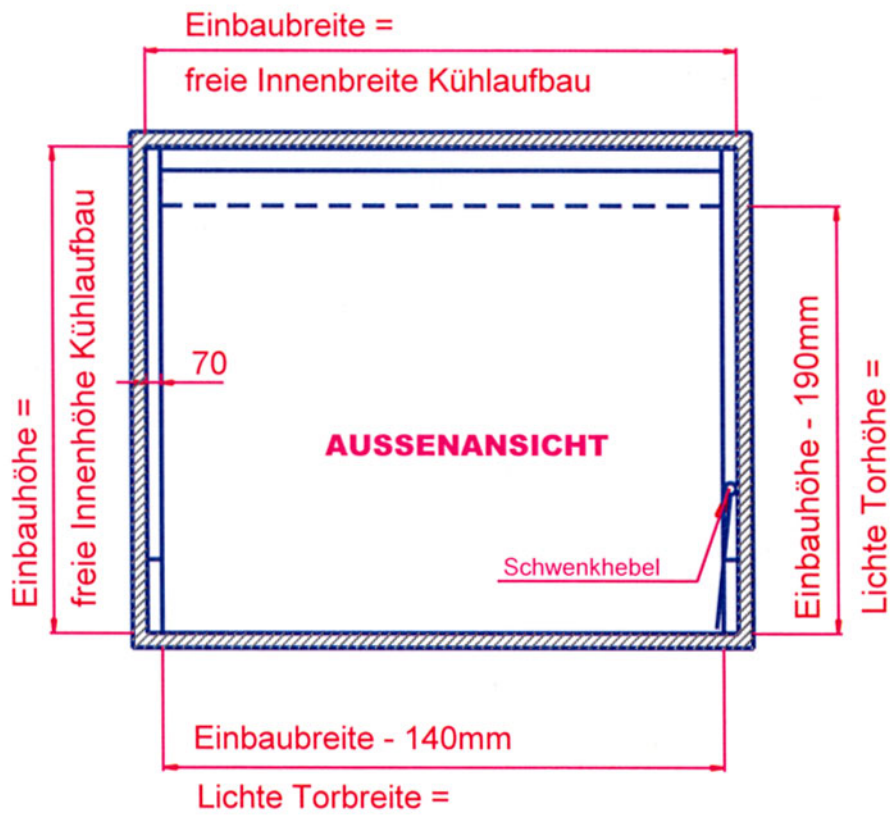 Einbaubreite =
freie Innenbreite Kühlaufbau
Einbauhöhe =
freie Innenhöhe Kühlaufbau
70
AUSSENANSICHT
Schwenkhebel
Einbauhöhe - 190mm
Lichte Torhöhe =
Einbaubreite - 140mm
Lichte Torbreite =